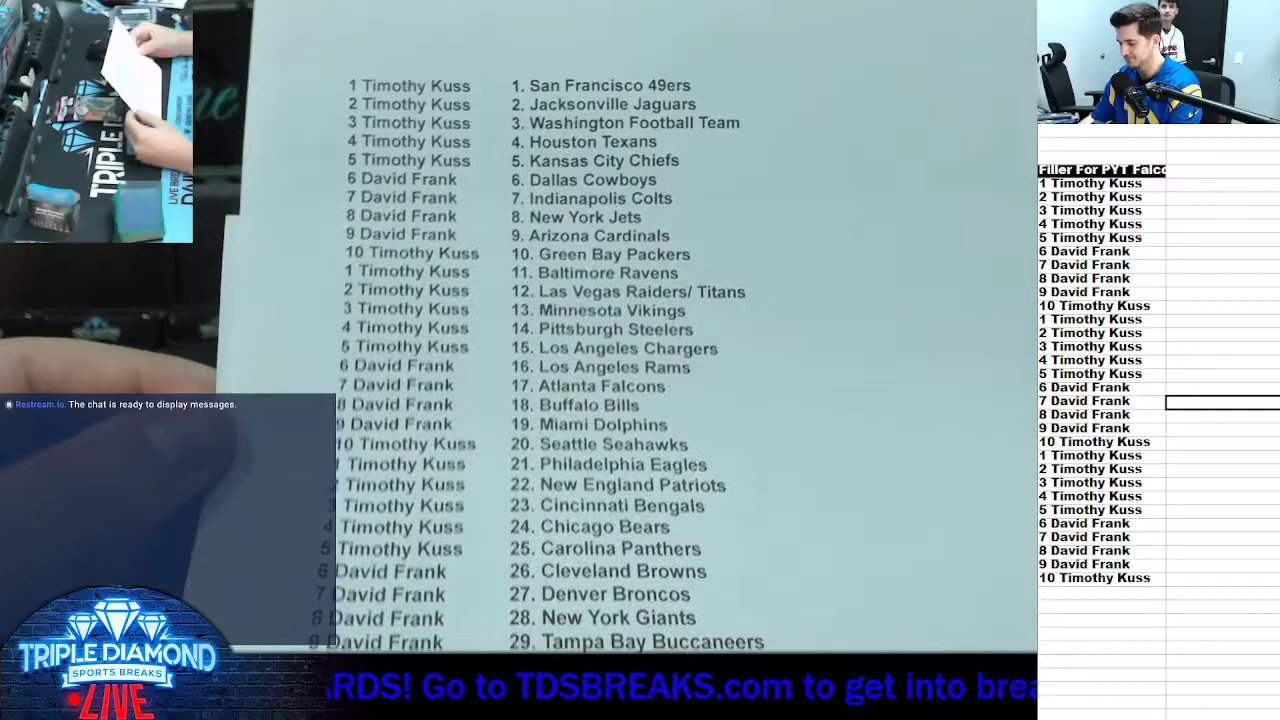 1 Timothy Kuss 1. San Francisco 49ers
2 Timothy Kuss 2. Jacksonville Jaguars
3 Timothy Kuss 3. Washington Football Team
4 Timothy Kuss 4. Houston Texans
5 Timothy Kuss 5. Kansas City Chiefs
6 David Frank 6. Dallas Cowboys
7 David Frank 7. Indianapolis Colts
8 David Frank 8. New York Jets
9 David Frank 9. Arizona Cardinals
10 Timothy Kuss 10. Green Bay Packers
1 Timothy Kuss 11. Baltimore Ravens
2 Timothy Kuss 12. Las Vegas Raiders/ Titans
3 Timothy Kuss 13. Minnesota Vikings
4 Timothy Kuss 14. Pittsburgh Steelers
5 Timothy Kuss 15. Los Angeles Chargers
6 David Frank 16. Los Angeles Rams
7 David Frank 17. Atlanta Falcons
8 David Frank 18. Buffalo Bills
9 David Frank 19. Miami Dolphins
10 Timothy Kuss 20. Seattle Seahawks
1 Timothy Kuss 21. Philadelphia Eagles
2 Timothy Kuss 22. New England Patriots
3 Timothy Kuss 23. Cincinnati Bengals
4 Timothy Kuss 24. Chicago Bears
5 Timothy Kuss 25. Carolina Panthers
6 David Frank 26. Cleveland Browns
7 David Frank 27. Denver Broncos
8 David Frank 28. New York Giants
9 David Frank 29. Tampa Bay Buccaneers
Restream.io. The chat is ready to display messages.
TRIPLE DIAMOND
SPORTS BREAKS
LIVE
ARDS! Go to TDSBREAKS.com to get into brea
TRIPLE D
LIVE BREA
Filler For PYT Falco
1 Timothy Kuss
2 Timothy Kuss
3 Timothy Kuss
4 Timothy Kuss
5 Timothy Kuss
6 David Frank
7 David Frank
8 David Frank
9 David Frank
10 Timothy Kuss
1 Timothy Kuss
2 Timothy Kuss
3 Timothy Kuss
4 Timothy Kuss
5 Timothy Kuss
6 David Frank
7 David Frank
8 David Frank
9 David Frank
10 Timothy Kuss
1 Timothy Kuss
2 Timothy Kuss
3 Timothy Kuss
4 Timothy Kuss
5 Timothy Kuss
6 David Frank
7 David Frank
8 David Frank
9 David Frank
10 Timothy Kuss